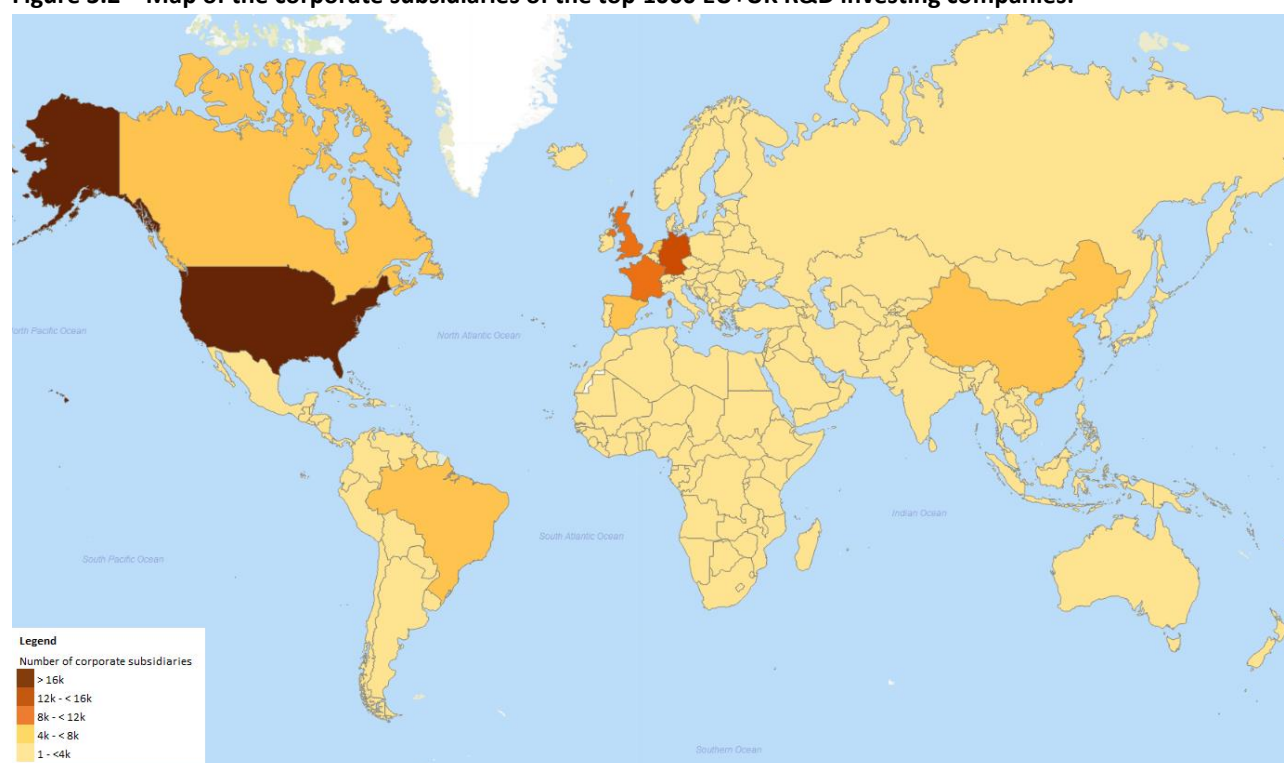 Figure 3.2 – Map of the corporate subsidiaries of the top 1000 EU+UK R&D investing companies.
North Pacific Ocean
North Atlantic Ocean
Indian Ocean
South Atlantic Ocean
South Pacific Ocean
Legend
Number of corporate subsidiaries
> 16k
12k - < 16k
8k - < 12k
4k - < 8k
1 - <4k
Southern Ocean